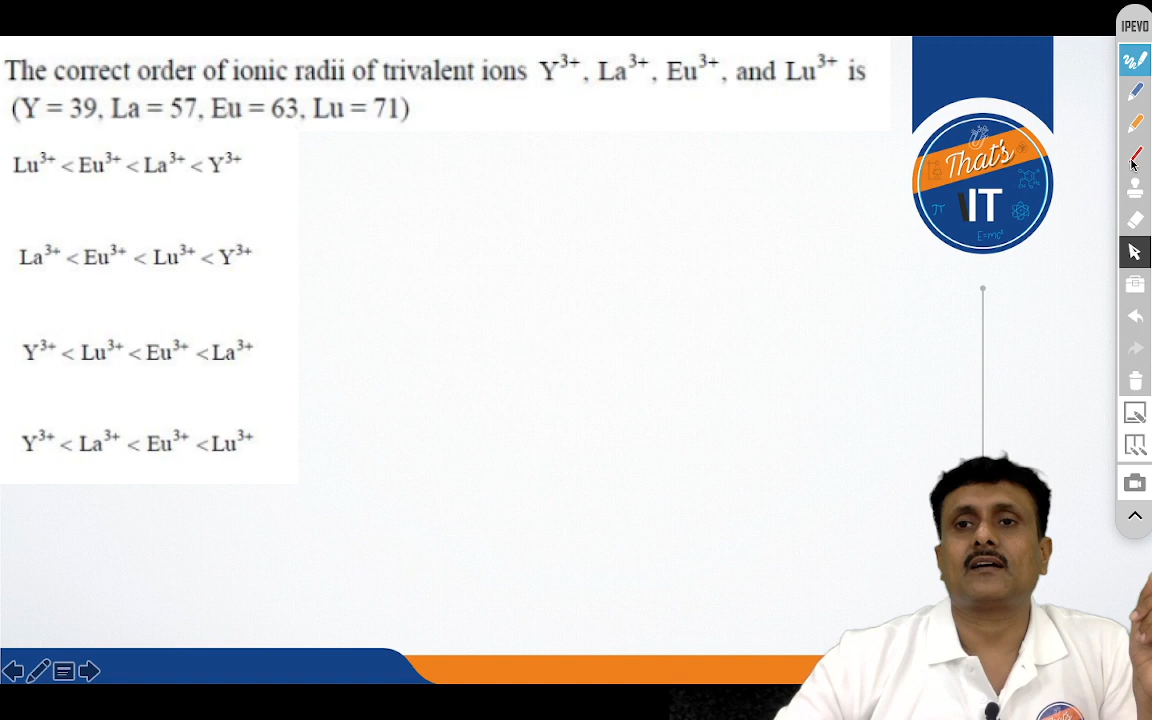 IPEVO
The correct order of ionic radii of trivalent ions Y³⁺, La³⁺, Eu³⁺, and Lu³⁺ is
(Y = 39, La = 57, Eu = 63, Lu = 71)
Lu³⁺ < Eu³⁺ < La³⁺ < Y³⁺
La³⁺ < Eu³⁺ < Lu³⁺ < Y³⁺
Y³⁺ < Lu³⁺ < Eu³⁺ < La³⁺
Y³⁺ < La³⁺ < Eu³⁺ < Lu³⁺
That's
IIT
π
E=mc²